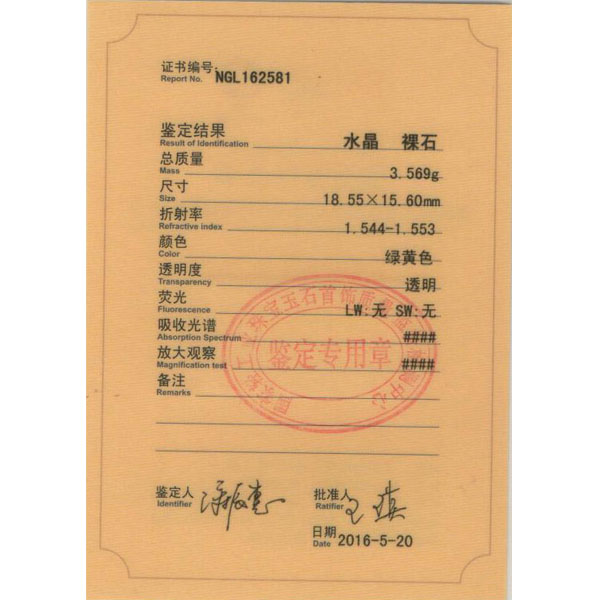 证书编号:
Report No. NGL162581
鉴定结果 水晶 裸石
Result of Identification
总质量 3.569g
Mass
尺寸 18.55×15.60mm
Size
折射率 1.544-1.553
Refractive index
颜色 绿黄色
Color
透明度 透明
Transparency
荧光 LW:无 SW:无
Fluorescence
吸收光谱 ####
Absorption Spectrum
放大观察 ####
Magnification test
备注
Remarks
鉴定专用章
鉴定人
Identifier
批准人
Ratifier
日期 2016-5-20
Date